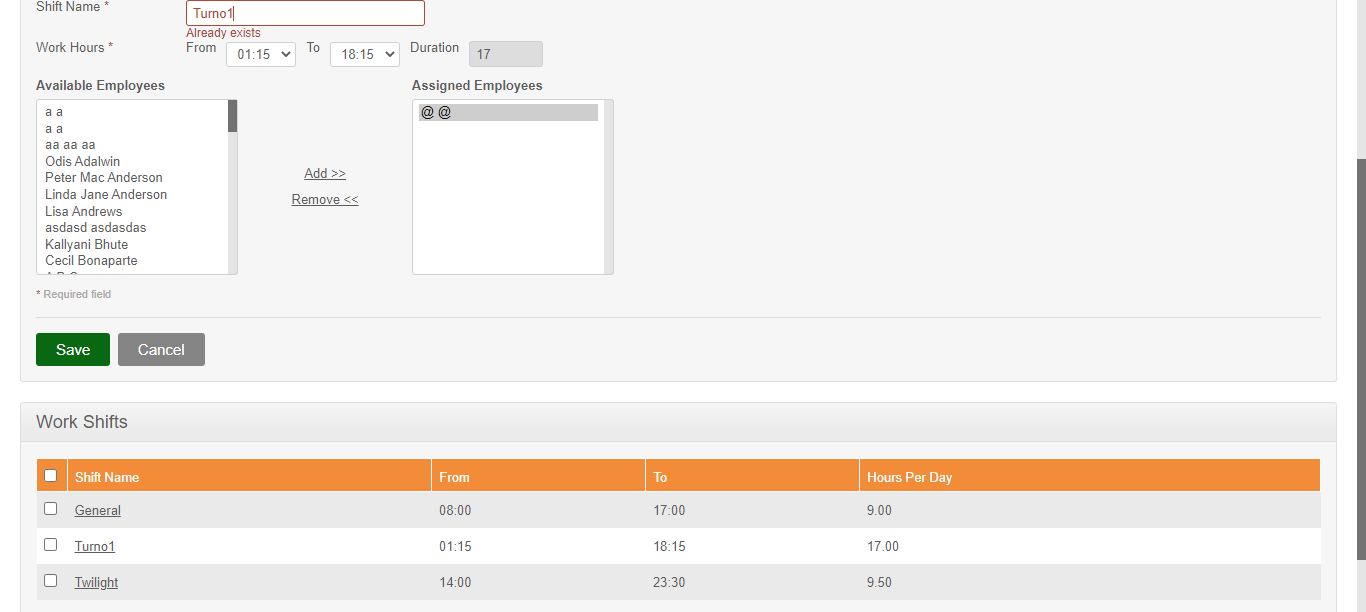 Shift Name *
Turno1
Already exists
Work Hours *
From 01:15 To 18:15 Duration 17
Available Employees
Assigned Employees
a a
a a
aa aa aa
Odis Adalwin
Peter Mac Anderson
Linda Jane Anderson
Lisa Andrews
asdasd asdasdas
Kallyani Bhute
Cecil Bonaparte
Add >>
Remove <<
@ @
* Required field
Save Cancel
Work Shifts
Shift Name From To Hours Per Day
General 08:00 17:00 9.00
Turno1 01:15 18:15 17.00
Twilight 14:00 23:30 9.50